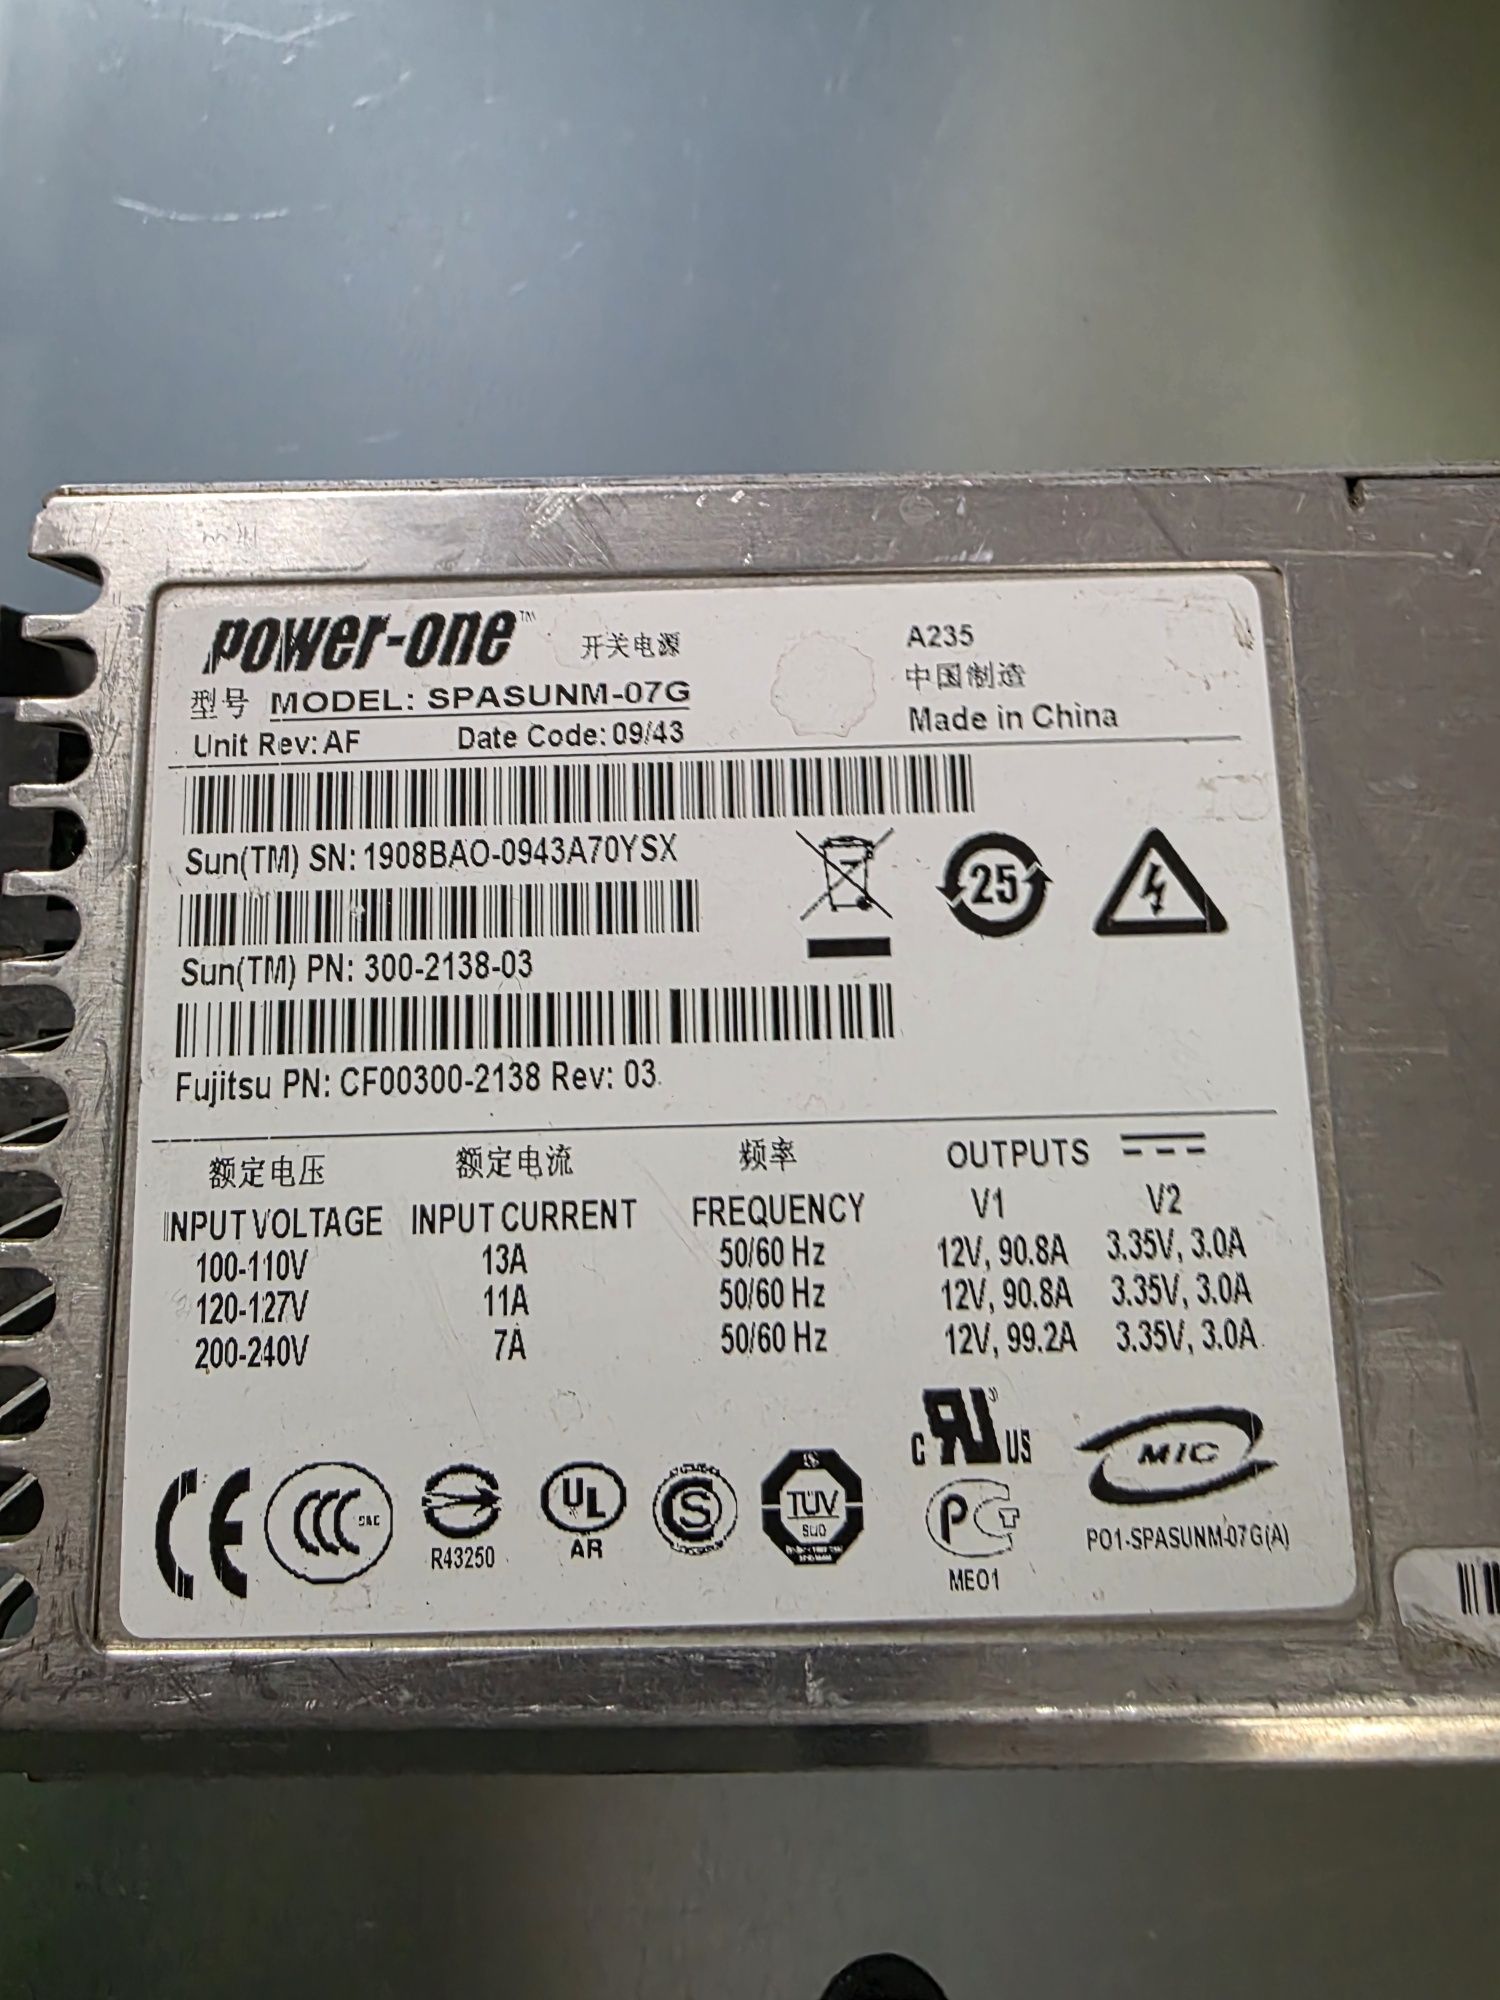 power-one™ 开关电源 A235
型号 MODEL: SPASUNM-07G 中国制造
Unit Rev: AF Date Code: 09/43 Made in China
Sun(TM) SN: 1908BAO-0943A70YSX
25
Sun(TM) PN: 300-2138-03
Fujitsu PN: CF00300-2138 Rev: 03
额定电压 额定电流 频率 OUTPUTS
INPUT VOLTAGE INPUT CURRENT FREQUENCY V1 V2
100-110V 13A 50/60 Hz 12V, 90.8A 3.35V, 3.0A
120-127V 11A 50/60 Hz 12V, 90.8A 3.35V, 3.0A
200-240V 7A 50/60 Hz 12V, 99.2A 3.35V, 3.0A
c RU US
MIC
CE CCC S&E UL S TÜV PG
SUD
R43250 AR ME01 PO1-SPASUNM-07G(A)